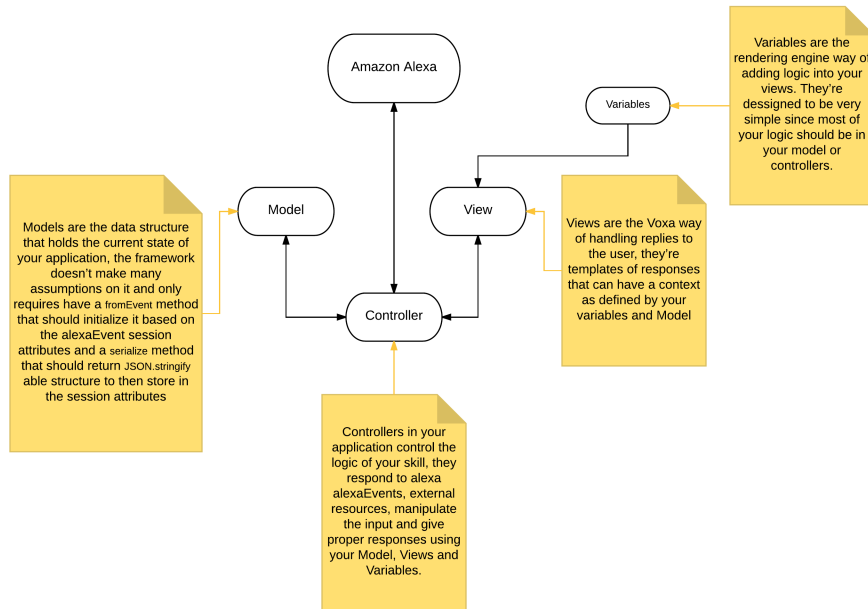 Amazon Alexa
Variables
Variables are the
rendering engine way of
adding logic into your
views. They're
dessigned to be very
simple since most of
your logic should be in
your model or
controllers.
Model
View
Models are the data structure
that holds the current state of
your application, the framework
doesn't make many
assumptions on it and only
requires have a fromEvent method
that should initialize it based on
the alexaEvent session
attributes and a serialize method
that should return JSON.stringify
able structure to then store in
the session attributes
Views are the Voxa way
of handling replies to
the user, they're
templates of responses
that can have a context
as defined by your
variables and Model
Controller
Controllers in your
application control the
logic of your skill, they
respond to alexa
alexaEvents, external
resources, manipulate
the input and give
proper responses using
your Model, Views and
Variables.